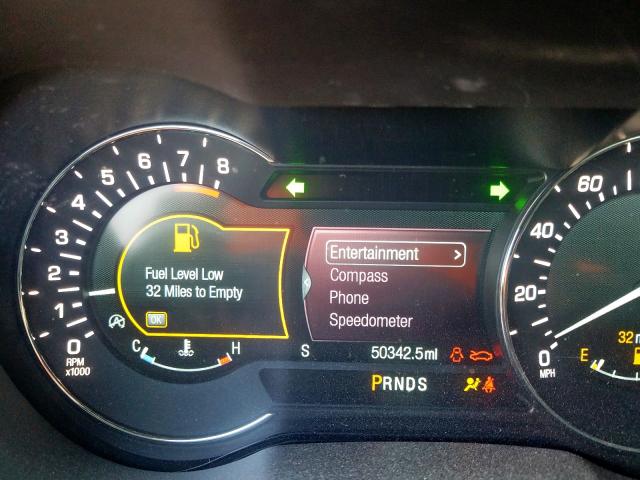 8
7
6
5
4
3
2
1
0
RPM
x1000
Fuel Level Low
32 Miles to Empty
OK
C H
Entertainment >
Compass
Phone
Speedometer
S 50342.5mi
PRNDS
60
40
20
0
MPH
32
E